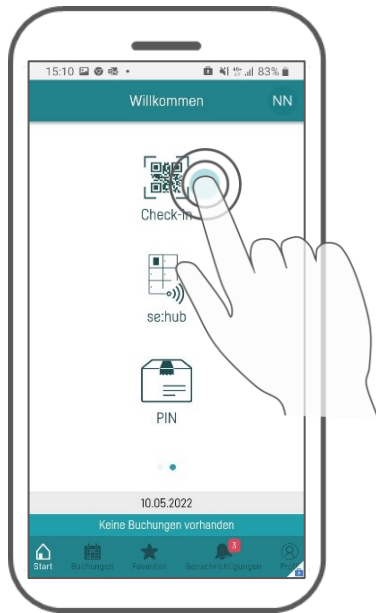 15:10 83%
Willkommen NN
Check-in
se:hub
PIN
10.05.2022
Keine Buchungen vorhanden
3
Start Buchungen Favoriten Benachrichtigungen